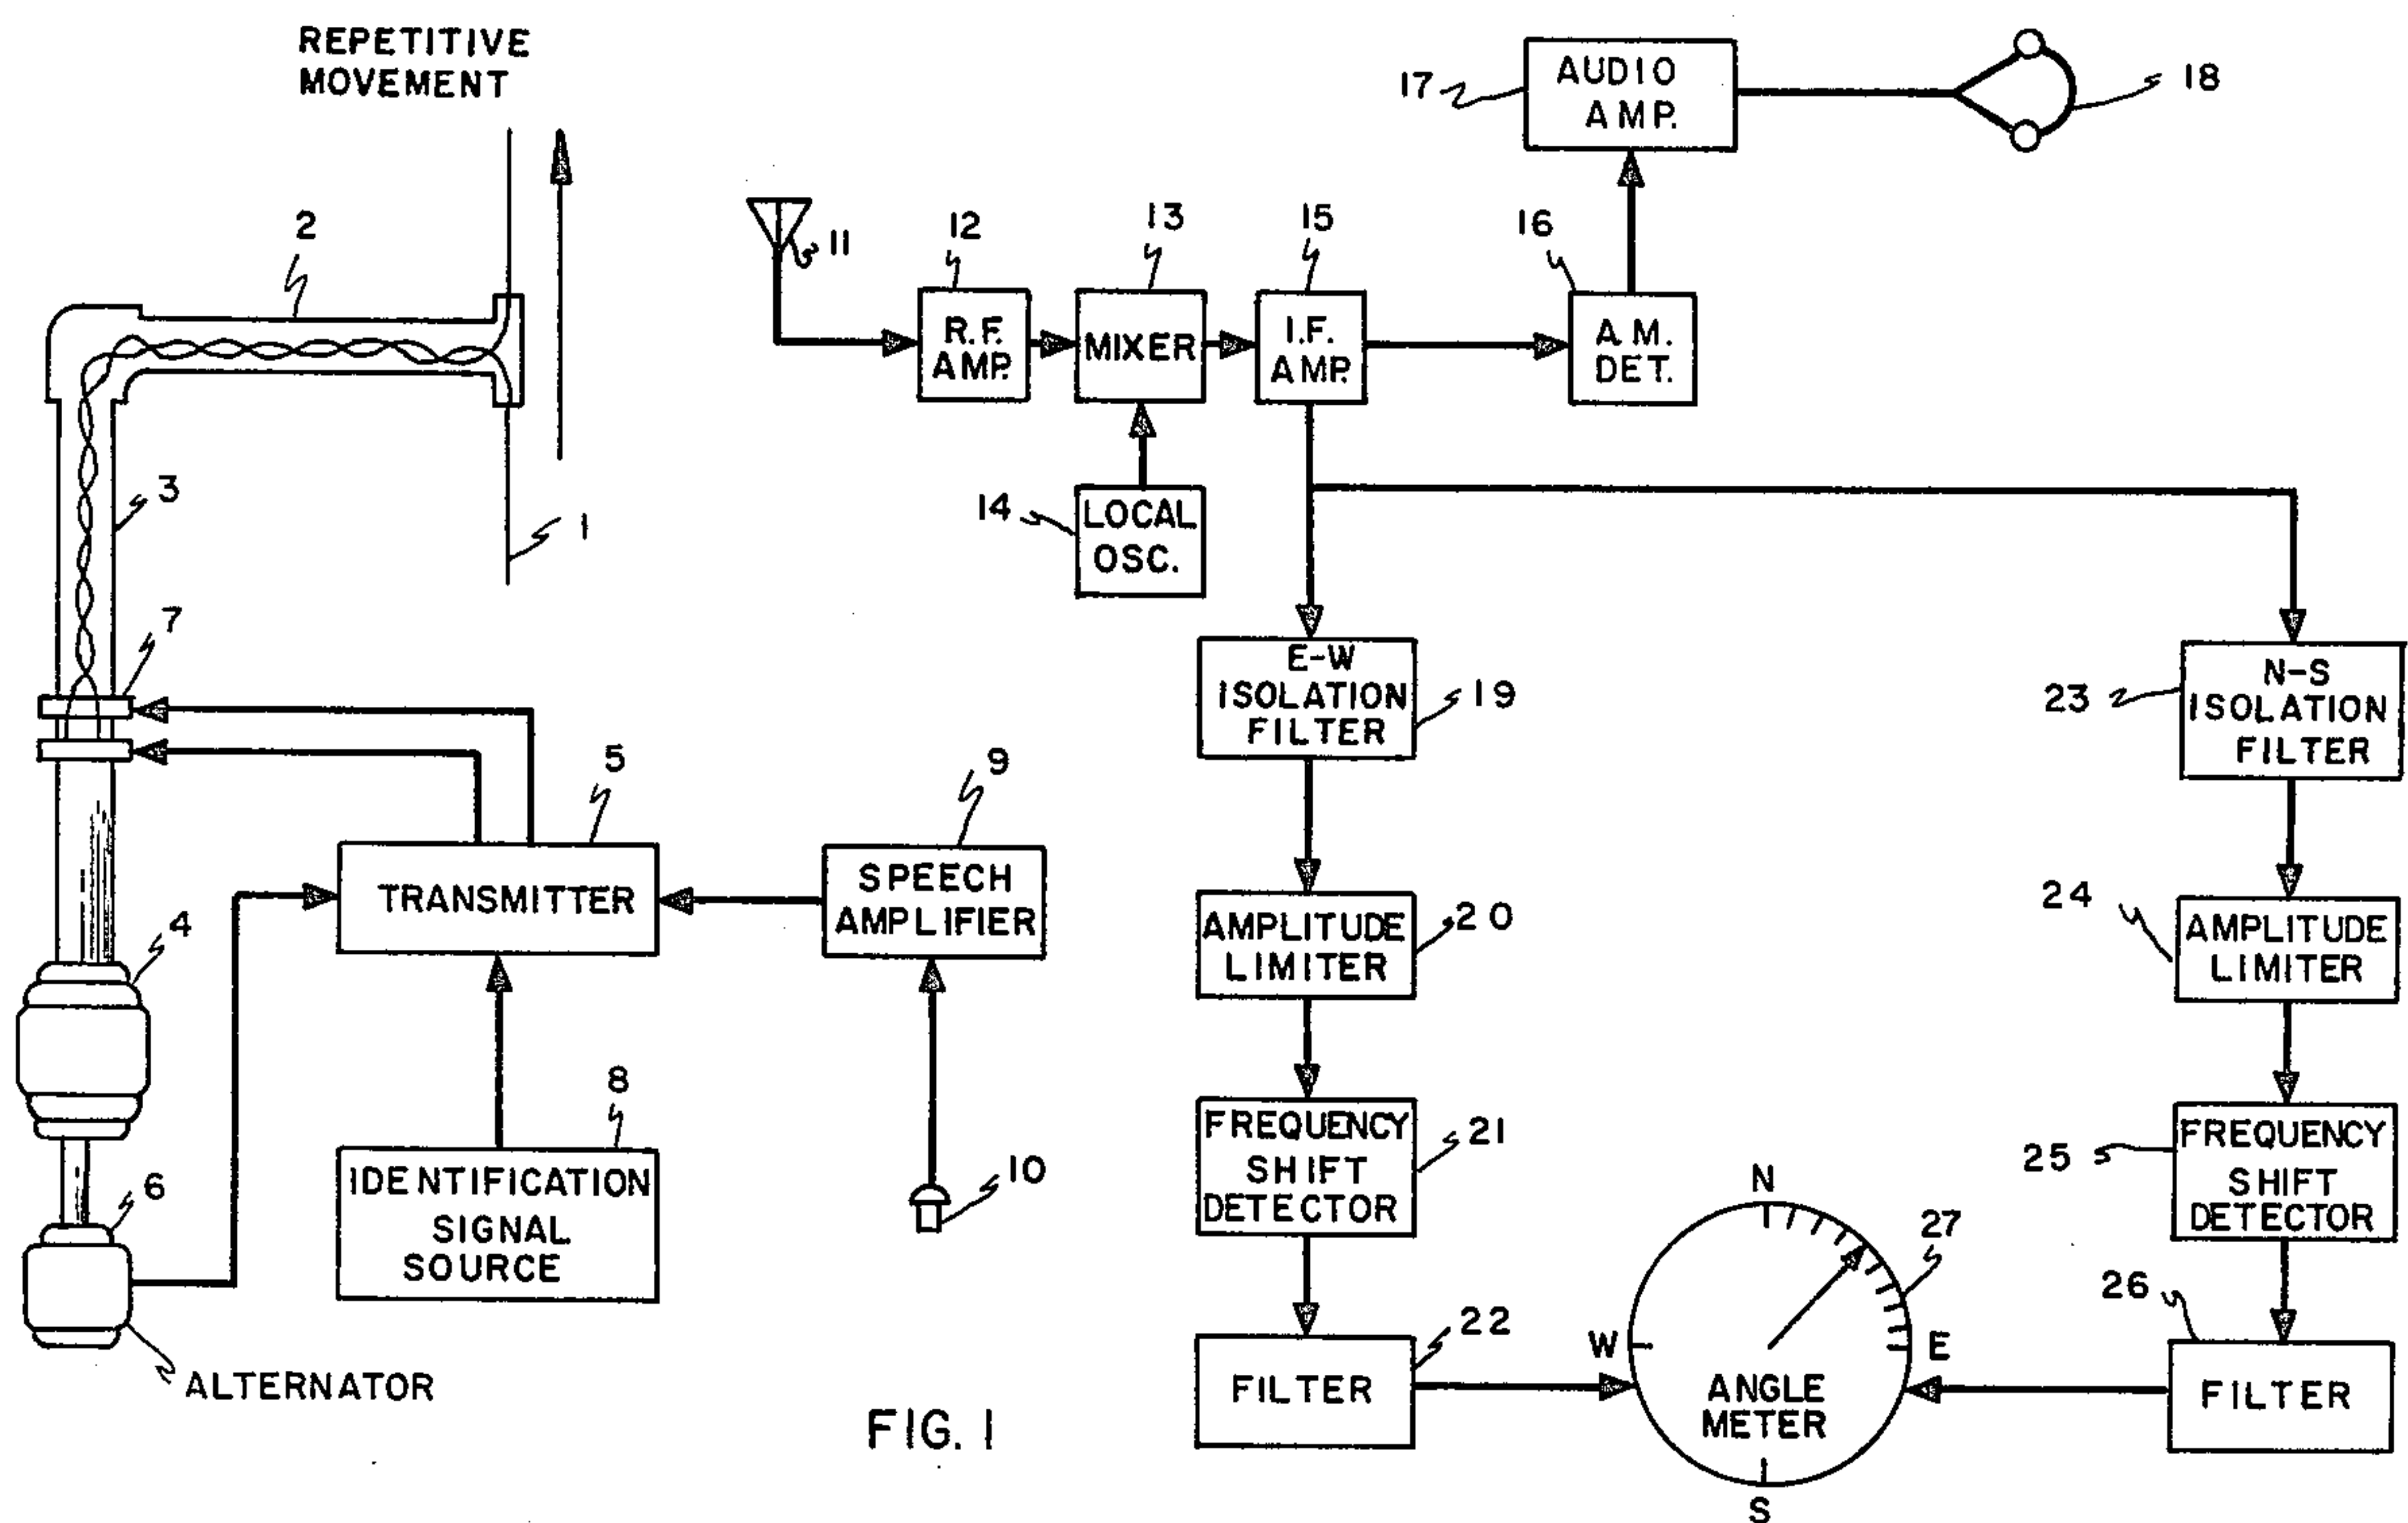 REPETITIVE
MOVEMENT
2
3
1
7
4
6
ALTERNATOR
5
TRANSMITTER
8
IDENTIFICATION
SIGNAL
SOURCE
9
SPEECH
AMPLIFIER
10
11
12
R.F.
AMP.
13
MIXER
14
LOCAL
OSC.
15
I.F.
AMP.
16
A.M.
DET.
17
AUDIO
AMP.
18
E-W
ISOLATION
FILTER
19
AMPLITUDE
LIMITER
20
FREQUENCY
SHIFT
DETECTOR
21
FILTER
22
23
N-S
ISOLATION
FILTER
24
AMPLITUDE
LIMITER
25
FREQUENCY
SHIFT
DETECTOR
26
FILTER
N
27
W
E
ANGLE
METER
S
FIG. 1